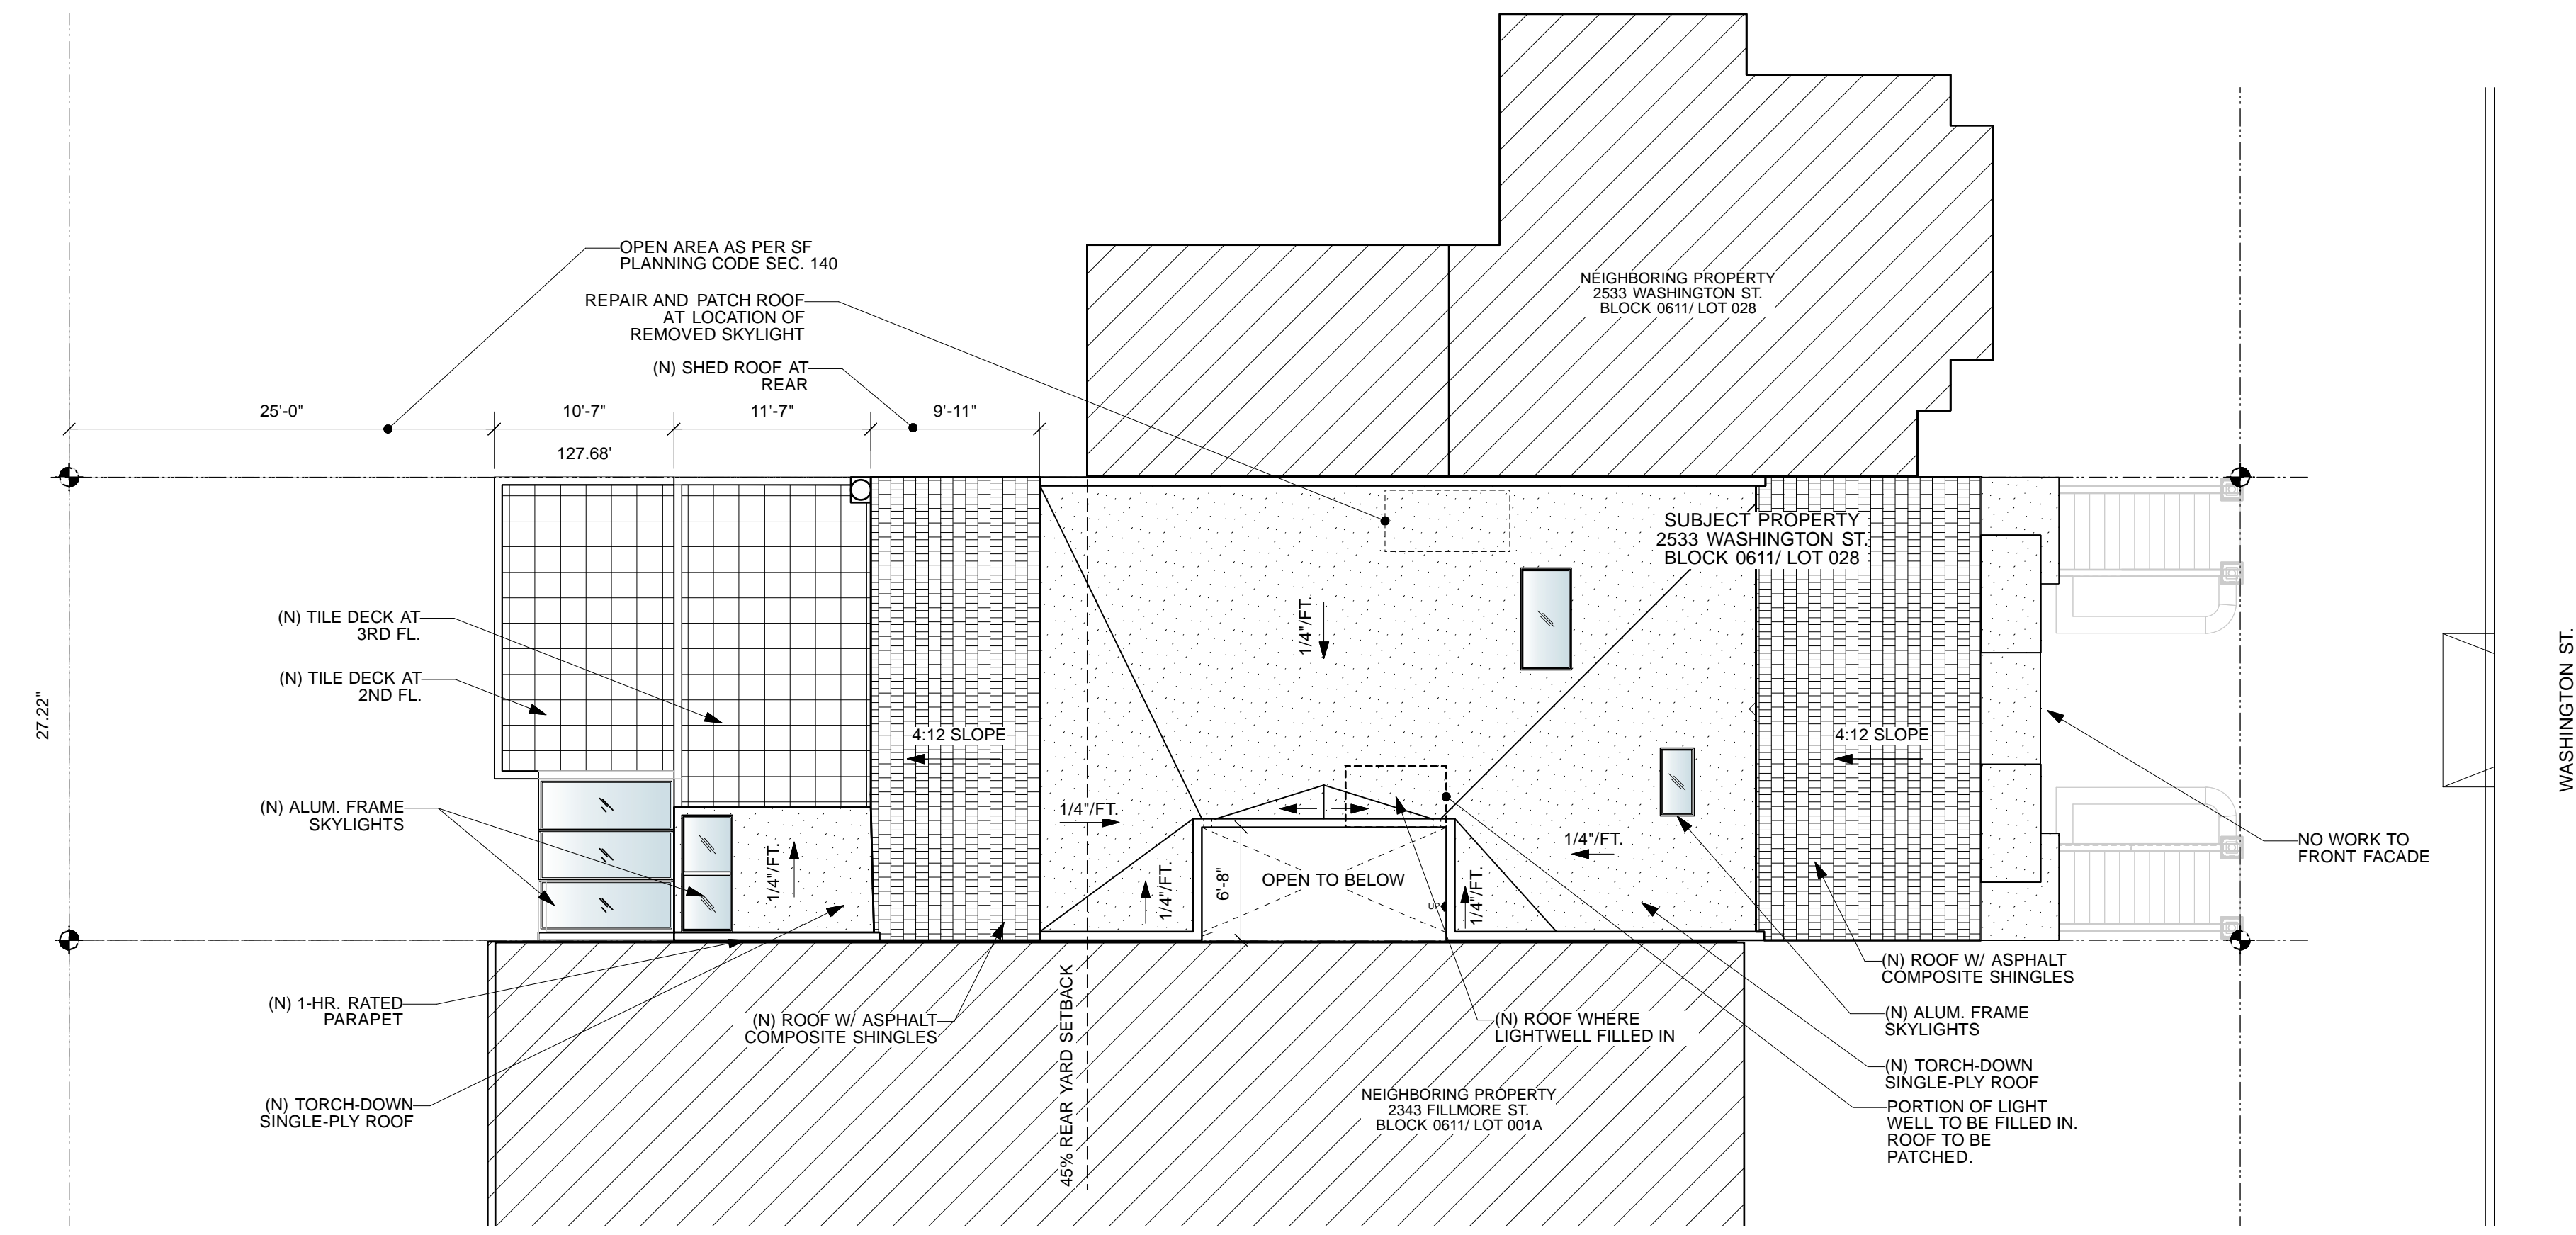 OPEN AREA AS PER SF
PLANNING CODE SEC. 140
REPAIR AND PATCH ROOF
AT LOCATION OF
REMOVED SKYLIGHT
(N) SHED ROOF AT
REAR
25'-0"
10'-7"
11'-7"
9'-11"
127.68'
NEIGHBORING PROPERTY
2533 WASHINGTON ST.
BLOCK 0611/ LOT 028
SUBJECT PROPERTY
2533 WASHINGTON ST.
BLOCK 0611/ LOT 028
(N) TILE DECK AT
3RD FL.
(N) TILE DECK AT
2ND FL.
27.22"
1/4"/FT.
4:12 SLOPE
4:12 SLOPE
WASHINGTON ST.
(N) ALUM. FRAME
SKYLIGHTS
1/4"/FT.
1/4"/FT.
1/4"/FT.
1/4"/FT.
6'-8"
OPEN TO BELOW
UP
1/4"/FT.
1/4"/FT.
NO WORK TO
FRONT FACADE
(N) 1-HR. RATED
PARAPET
(N) ROOF W/ ASPHALT
COMPOSITE SHINGLES
45% REAR YARD SETBACK
(N) ROOF WHERE
LIGHTWELL FILLED IN
(N) ROOF W/ ASPHALT
COMPOSITE SHINGLES
(N) ALUM. FRAME
SKYLIGHTS
(N) TORCH-DOWN
SINGLE-PLY ROOF
(N) TORCH-DOWN
SINGLE-PLY ROOF
NEIGHBORING PROPERTY
2343 FILLMORE ST.
BLOCK 0611/ LOT 001A
PORTION OF LIGHT
WELL TO BE FILLED IN.
ROOF TO BE
PATCHED.